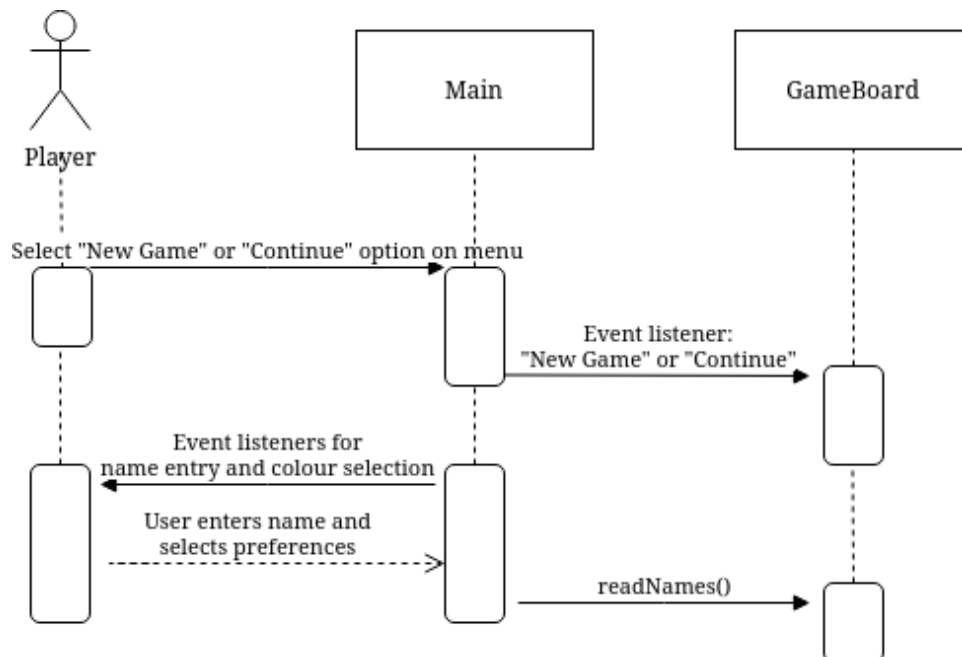 Player
Main
GameBoard
Select "New Game" or "Continue" option on menu
Event listener:
"New Game" or "Continue"
Event listeners for
name entry and colour selection
User enters name and
selects preferences
readNames()